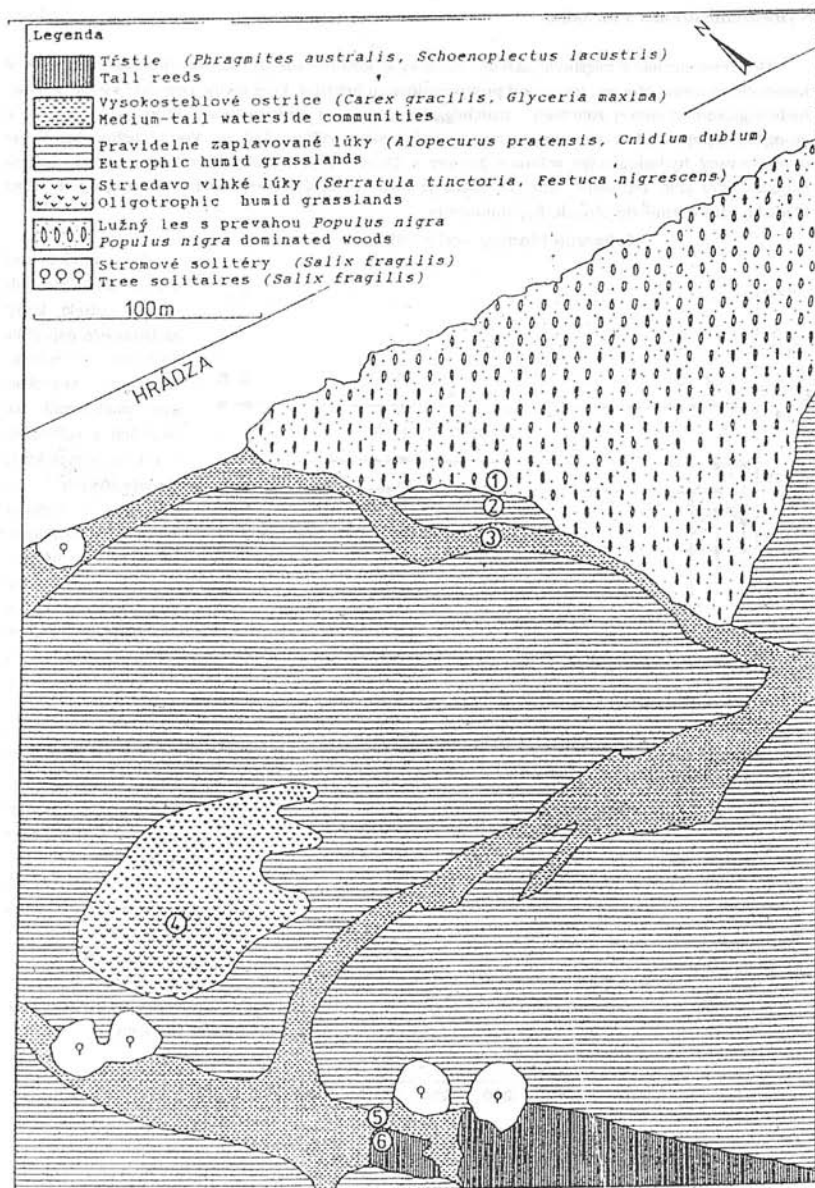 Legenda
Tŕstie (Phragmites australis, Schoenoplectus lacustris)
Tall reeds
Vysokosteblové ostrice (Carex gracilis, Glyceria maxima)
Medium-tall waterside communities
Pravidelne zaplavované lúky (Alopecurus pratensis, Cnidium dubium)
Eutrophic humid grasslands
Striedavo vlhké lúky (Serratula tinctoria, Festuca nigrescens)
Oligotrophic humid grasslands
Lužný les s prevahou Populus nigra
Populus nigra dominated woods
Stromové solitéry (Salix fragilis)
Tree solitaires (Salix fragilis)
100m
N
HRÁDZA
1
2
3
4
5
6